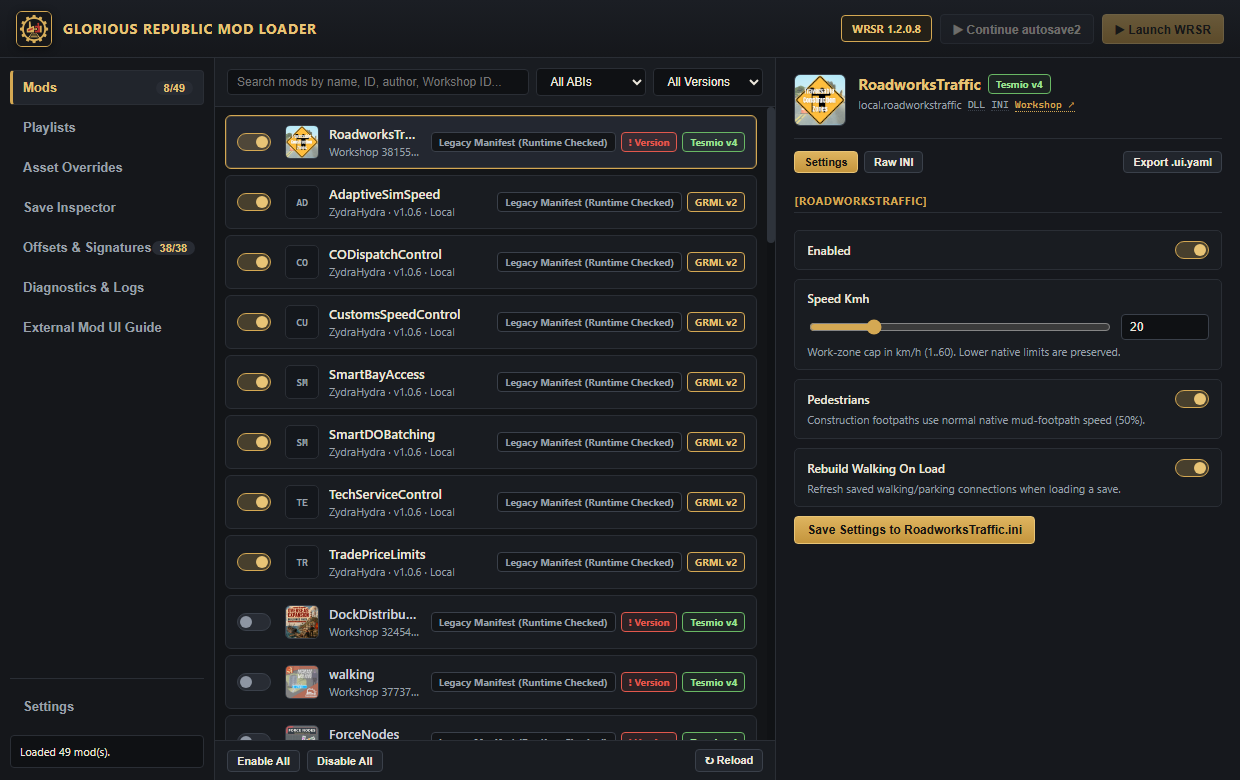 GLORIOUS REPUBLIC MOD LOADER
WRSR 1.2.0.8
▶ Continue autosave2
▶ Launch WRSR
Mods 8/49
Playlists
Asset Overrides
Save Inspector
Offsets & Signatures 38/38
Diagnostics & Logs
External Mod UI Guide
Settings
Loaded 49 mod(s).
Search mods by name, ID, author, Workshop ID...
All ABIs
All Versions
RoadworksTr...
Workshop 38155...
Legacy Manifest (Runtime Checked) ! Version Tesmio v4
AD
AdaptiveSimSpeed
ZydraHydra · v1.0.6 · Local
Legacy Manifest (Runtime Checked) GRML v2
CO
CODispatchControl
ZydraHydra · v1.0.6 · Local
Legacy Manifest (Runtime Checked) GRML v2
CU
CustomsSpeedControl
ZydraHydra · v1.0.6 · Local
Legacy Manifest (Runtime Checked) GRML v2
SM
SmartBayAccess
ZydraHydra · v1.0.6 · Local
Legacy Manifest (Runtime Checked) GRML v2
SM
SmartDOBatching
ZydraHydra · v1.0.6 · Local
Legacy Manifest (Runtime Checked) GRML v2
TE
TechServiceControl
ZydraHydra · v1.0.6 · Local
Legacy Manifest (Runtime Checked) GRML v2
TR
TradePriceLimits
ZydraHydra · v1.0.6 · Local
Legacy Manifest (Runtime Checked) GRML v2
DockDistribu...
Workshop 32454...
Legacy Manifest (Runtime Checked) ! Version Tesmio v4
walking
Workshop 37737...
Legacy Manifest (Runtime Checked) ! Version Tesmio v4
FORCE NODES
ForceNodes
Enable All
Disable All
↻ Reload
RoadworksTraffic Tesmio v4
local.roadworkstraffic DLL INI Workshop ↗
Settings
Raw INI
Export .ui.yaml
[ROADWORKSTRAFFIC]
Enabled
Speed Kmh
20
Work-zone cap in km/h (1..60). Lower native limits are preserved.
Pedestrians
Construction footpaths use normal native mud-footpath speed (50%).
Rebuild Walking On Load
Refresh saved walking/parking connections when loading a save.
Save Settings to RoadworksTraffic.ini